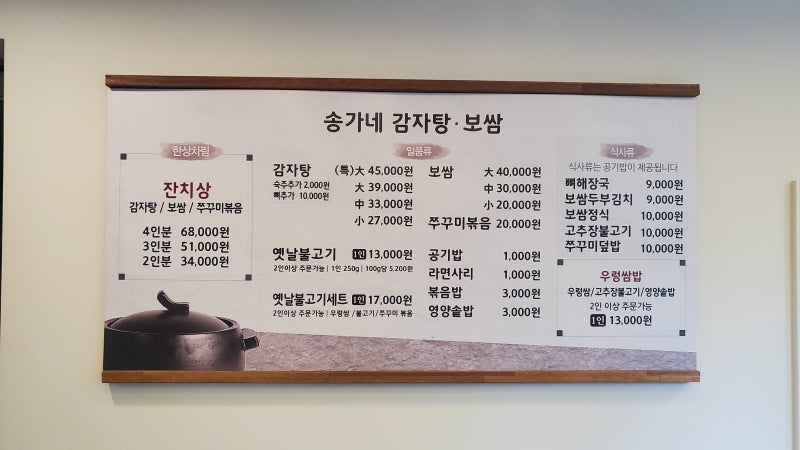 송가네 감자탕·보쌈
한상차림
잔치상
감자탕 / 보쌈 / 쭈꾸미볶음
4인분 68,000원
3인분 51,000원
2인분 34,000원
일품류
감자탕 (특)大 45,000원
숙주추가 2,000원
뼈추가 10,000원
大 39,000원
中 33,000원
小 27,000원
옛날불고기 1인 13,000원
2인이상 주문가능 | 1인 250g | 100g당 5,200원
옛날불고기세트 1인 17,000원
2인이상 주문가능 | 우렁쌈 / 불고기 / 쭈꾸미 볶음
보쌈 大 40,000원
中 30,000원
小 20,000원
쭈꾸미볶음 20,000원
공기밥 1,000원
라면사리 1,000원
볶음밥 3,000원
영양솥밥 3,000원
식사류
식사류는 공기밥이 제공됩니다
뼈해장국 9,000원
보쌈두부김치 9,000원
보쌈정식 10,000원
고추장불고기 10,000원
쭈꾸미덮밥 10,000원
우렁쌈밥
우렁쌈/고추장불고기/영양솥밥
2인 이상 주문가능
1인 13,000원